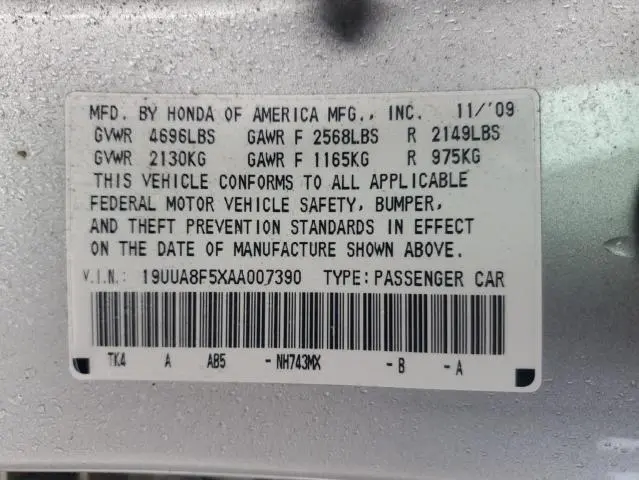 MFD. BY HONDA OF AMERICA MFG., INC. 11/'09
GVWR 4696LBS GAWR F 2568LBS R 2149LBS
GVWR 2130KG GAWR F 1165KG R 975KG
THIS VEHICLE CONFORMS TO ALL APPLICABLE
FEDERAL MOTOR VEHICLE SAFETY, BUMPER,
AND THEFT PREVENTION STANDARDS IN EFFECT
ON THE DATE OF MANUFACTURE SHOWN ABOVE.
V.I.N.: 19UUA8F5XAA007390 TYPE: PASSENGER CAR
TK4 A AB5 -NH743MX -B -A